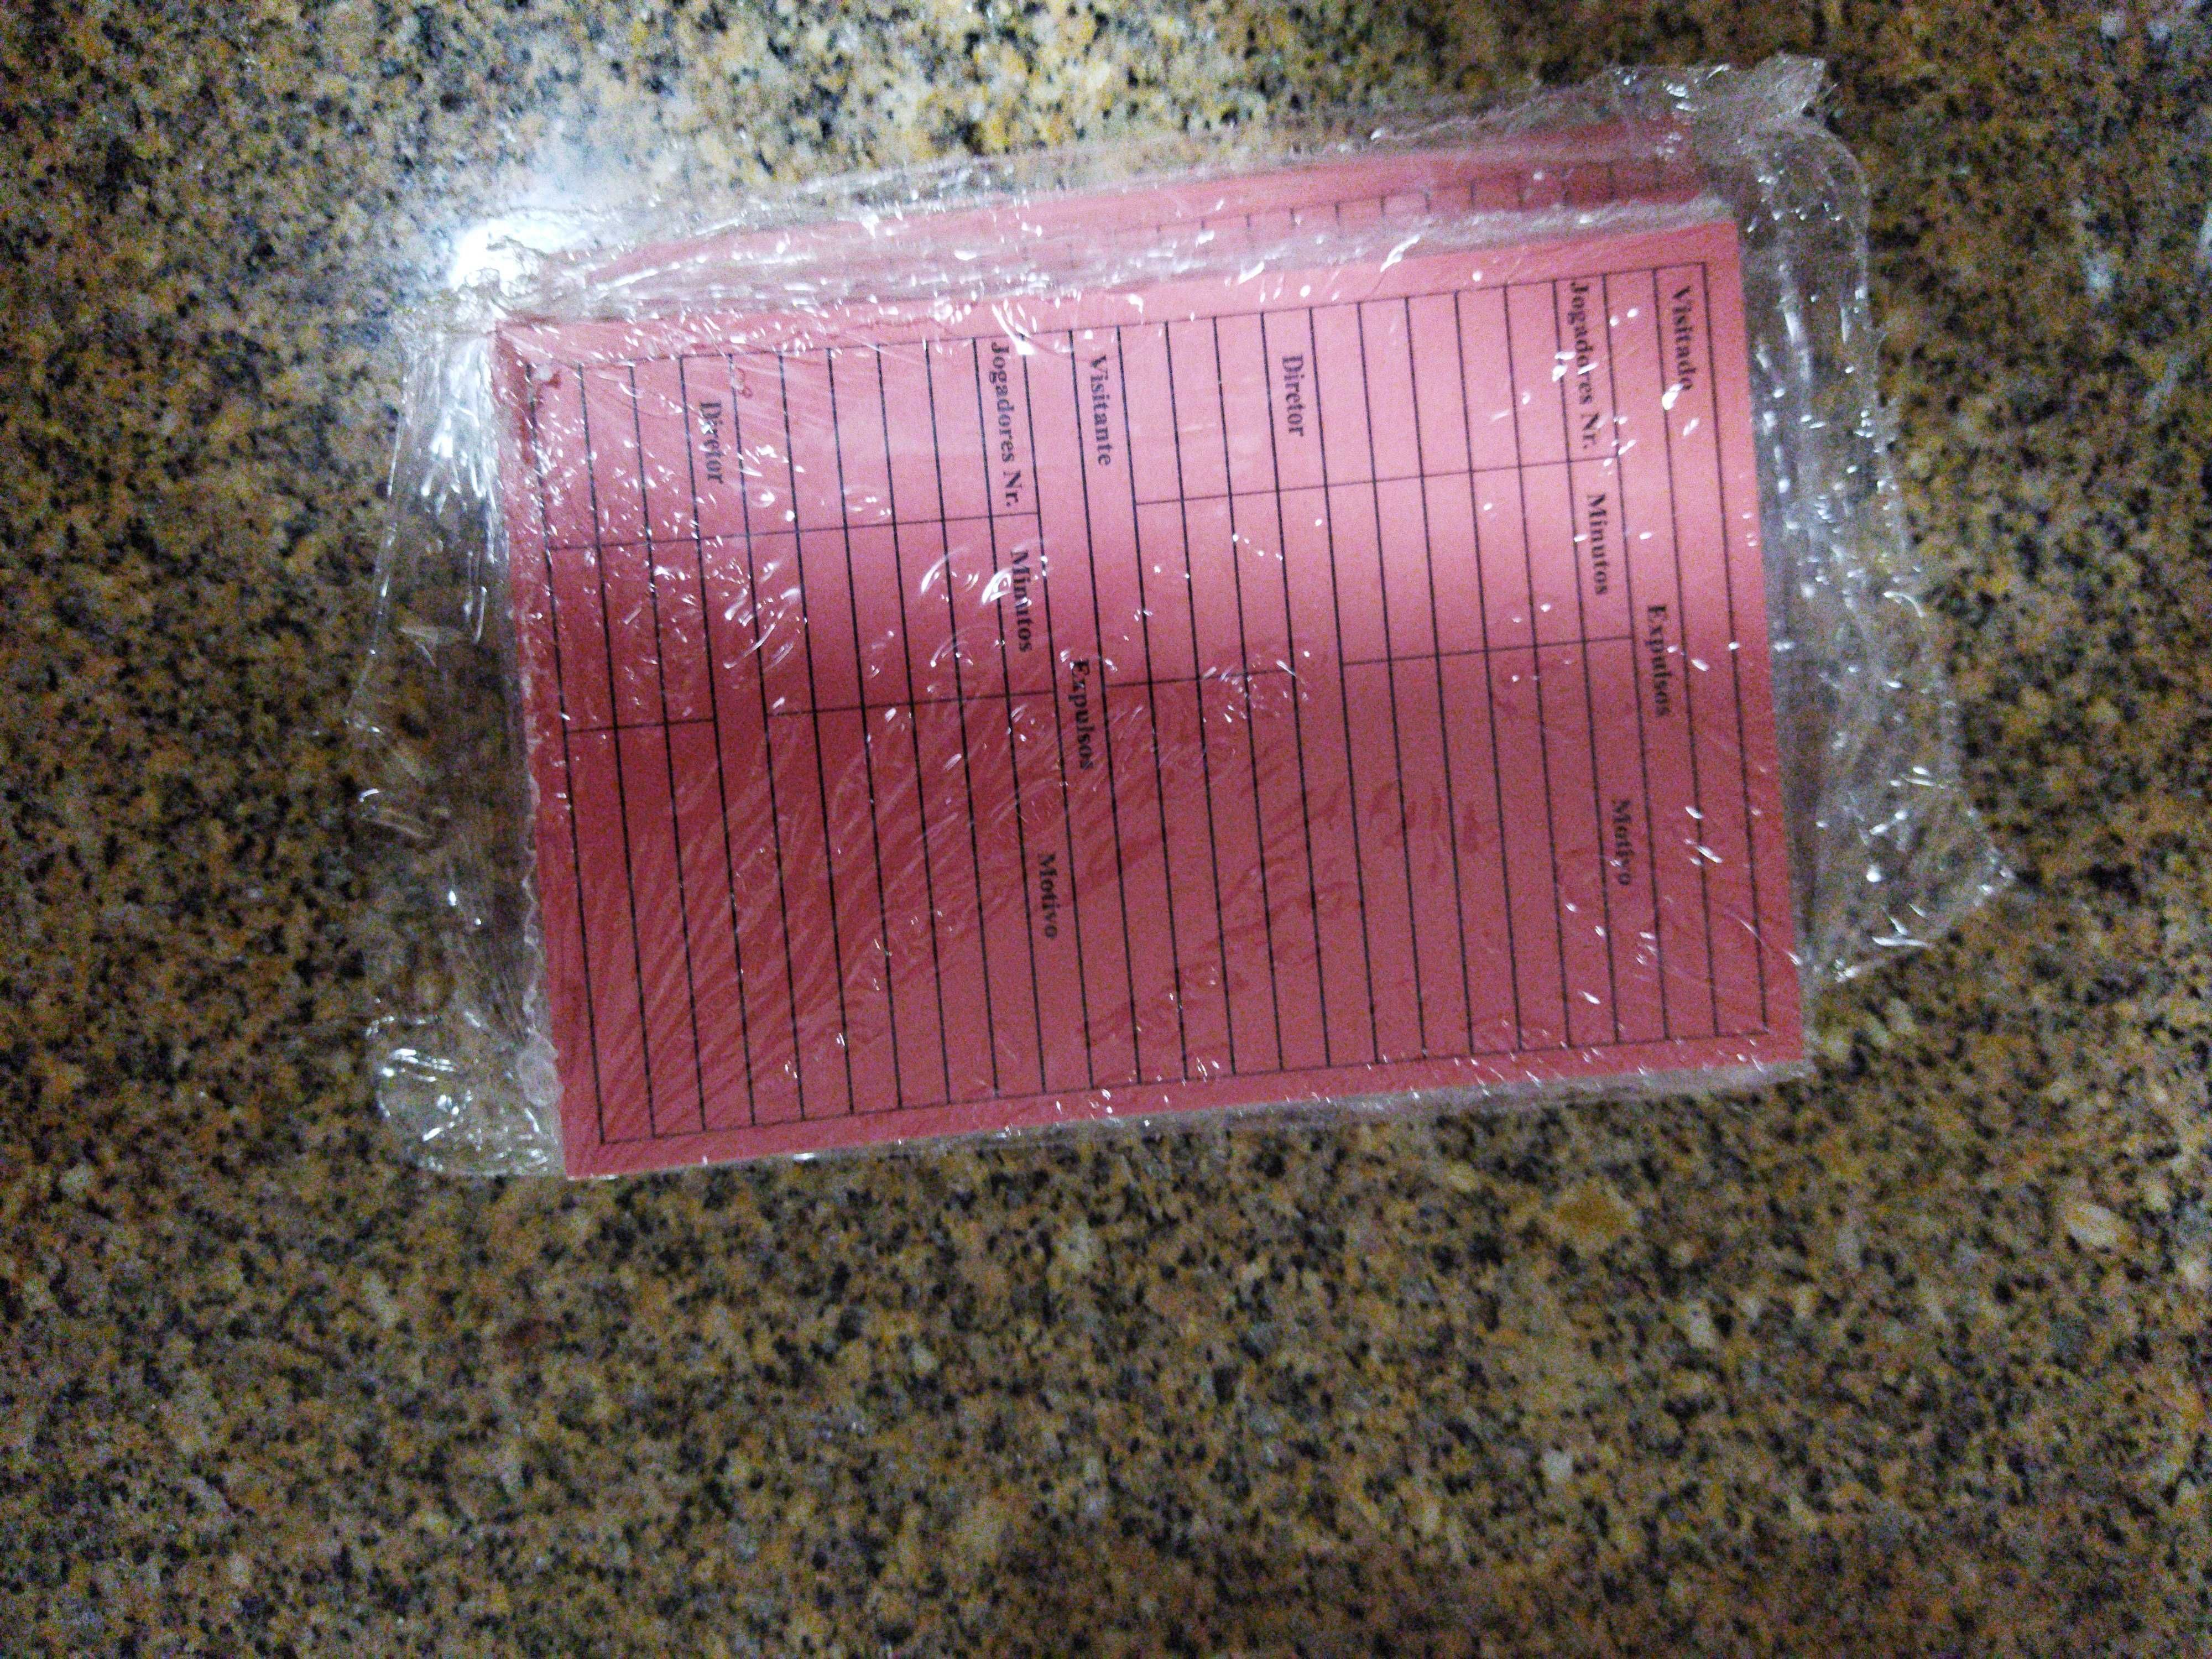 Visitado
Expulsos
Jogadores Nr. Minutos Motivo
Diretor
Visitante
Expulsos
Jogadores Nr. Minutos Motivo
Diretor